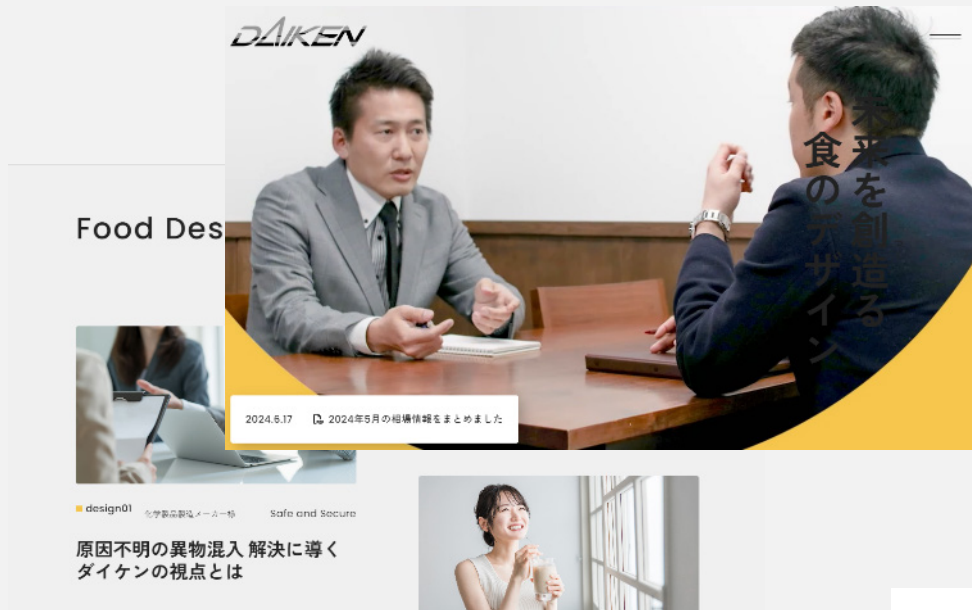 DAIKEN
未来を創造る
食のデザイン
2024.6.17 2024年5月の相場情報をまとめました
Food Des
design01 化学製品製造メーカー様 Safe and Secure
原因不明の異物混入 解決に導く
ダイケンの視点とは